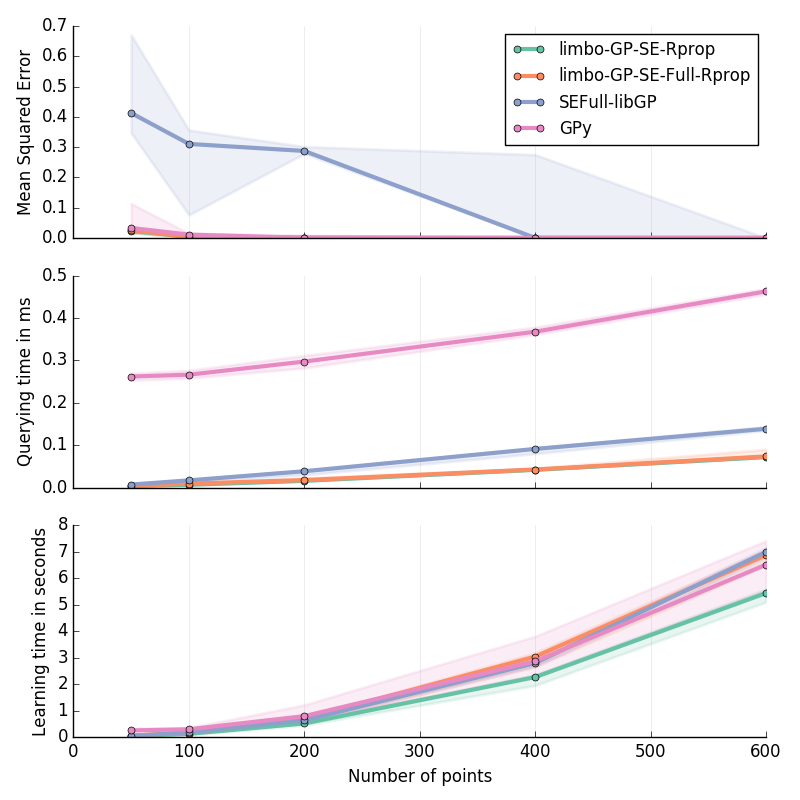 Mean Squared Error
0.7
0.6
0.5
0.4
0.3
0.2
0.1
0.0
limbo-GP-SE-Rprop
limbo-GP-SE-Full-Rprop
SEFull-libGP
GPy
Querying time in ms
0.5
0.4
0.3
0.2
0.1
0.0
Learning time in seconds
8
7
6
5
4
3
2
1
0
0 100 200 300 400 500 600
Number of points